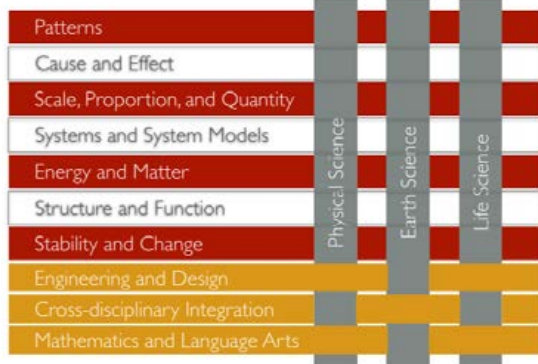 Patterns
Cause and Effect
Scale, Proportion, and Quantity
Systems and System Models
Energy and Matter
Structure and Function
Stability and Change
Engineering and Design
Cross-disciplinary Integration
Mathematics and Language Arts
Physical Science
Earth Science
Life Science